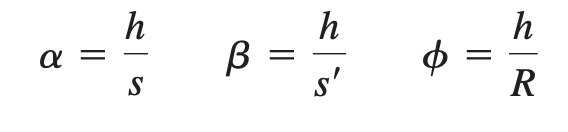 α = h/s β = h/s′ ϕ = h/R